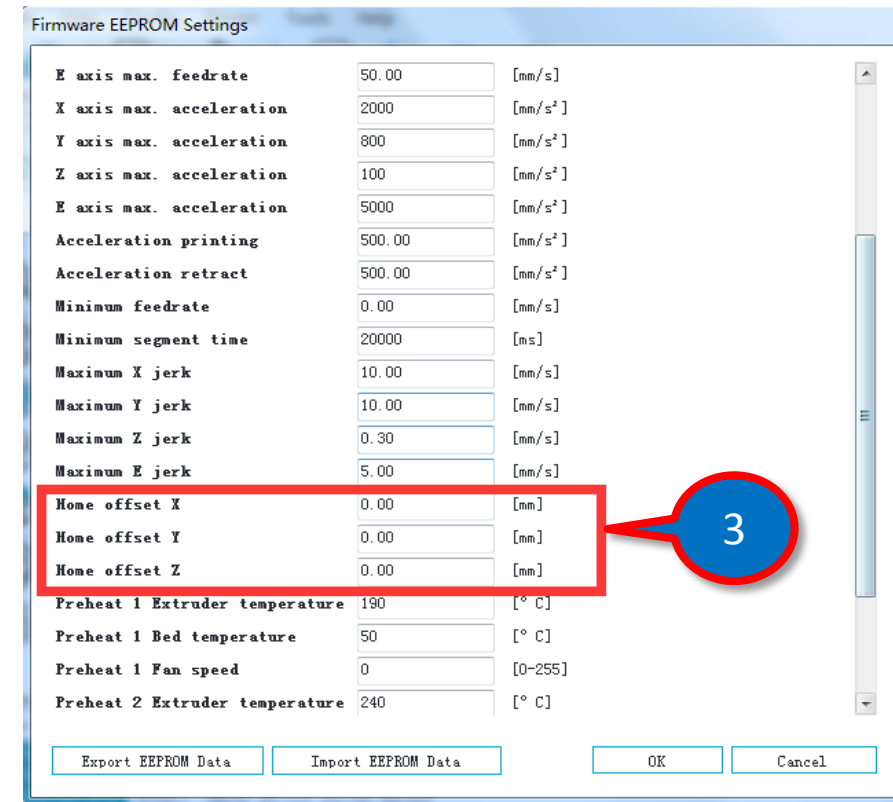 Firmware EEPROM Settings
E axis max. feedrate 50.00 [mm/s]
X axis max. acceleration 2000 [mm/s²]
Y axis max. acceleration 800 [mm/s²]
Z axis max. acceleration 100 [mm/s²]
E axis max. acceleration 5000 [mm/s²]
Acceleration printing 500.00 [mm/s²]
Acceleration retract 500.00 [mm/s²]
Minimum feedrate 0.00 [mm/s]
Minimum segment time 20000 [ms]
Maximum X jerk 10.00 [mm/s]
Maximum Y jerk 10.00 [mm/s]
Maximum Z jerk 0.30 [mm/s]
Maximum E jerk 5.00 [mm/s]
Home offset X 0.00 [mm]
Home offset Y 0.00 [mm]
3
Home offset Z 0.00 [mm]
Preheat 1 Extruder temperature 190 [° C]
Preheat 1 Bed temperature 50 [° C]
Preheat 1 Fan speed 0 [0-255]
Preheat 2 Extruder temperature 240 [° C]
Export EEPROM Data Import EEPROM Data OK Cancel